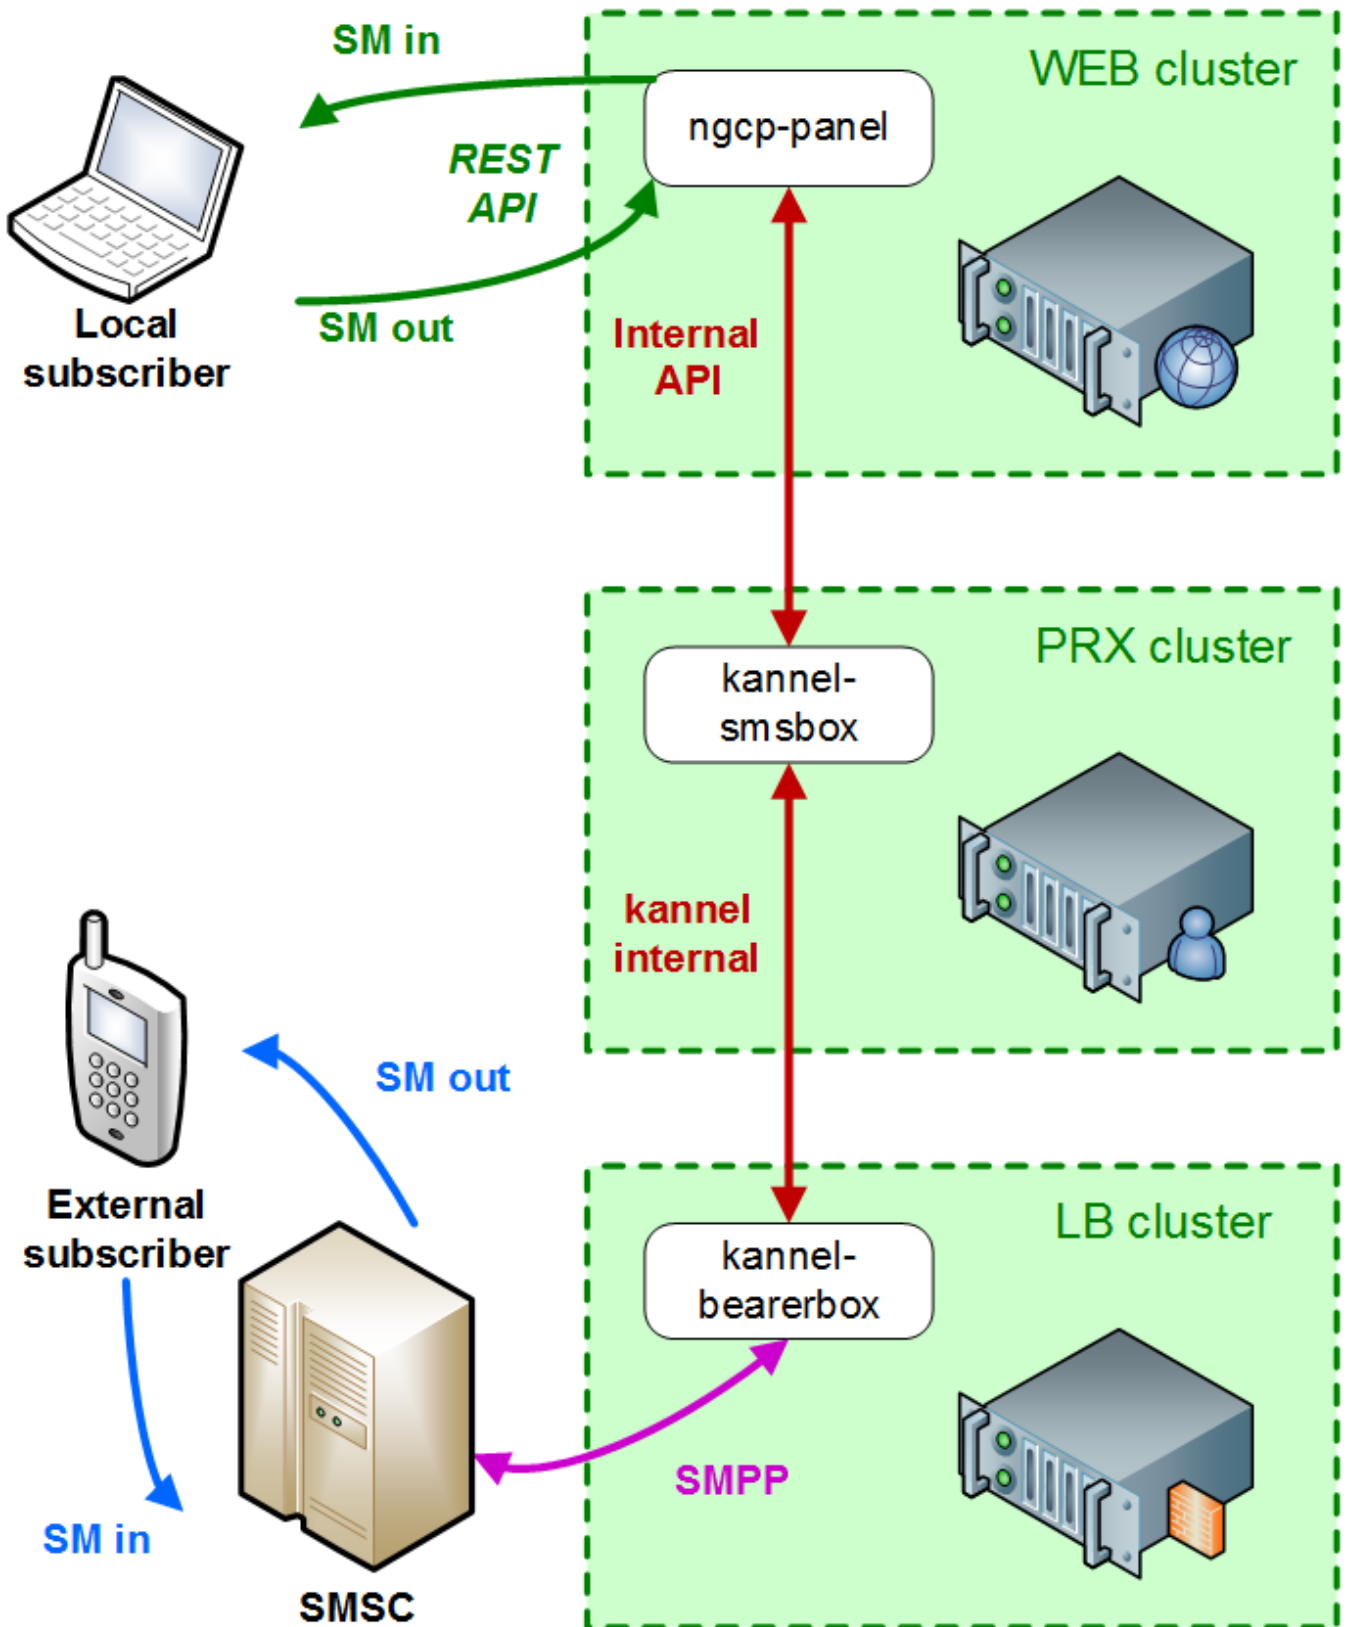 SM in
WEB cluster
ngcp-panel
REST
API
SM out
Local
subscriber
Internal
API
PRX cluster
kannel-
smsbox
kannel
internal
SM out
External
subscriber
LB cluster
kannel-
bearerbox
SMPP
SM in
SMSC